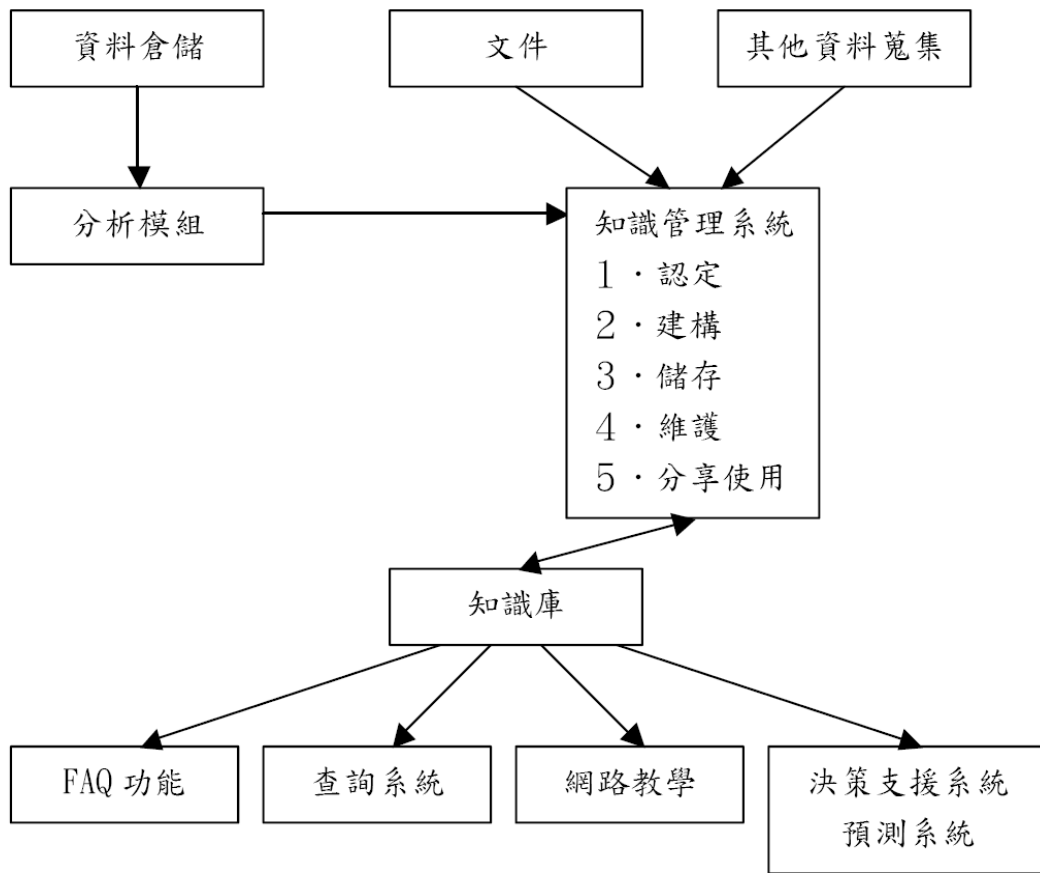 資料倉儲
文件
其他資料蒐集
分析模組
知識管理系統
1．認定
2．建構
3．儲存
4．維護
5．分享使用
知識庫
FAQ功能
查詢系統
網路教學
決策支援系統
預測系統